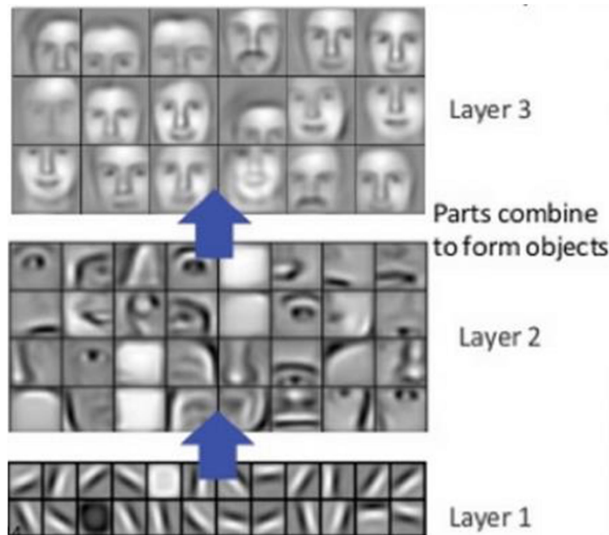 Layer 3
Parts combine
to form objects
Layer 2
Layer 1